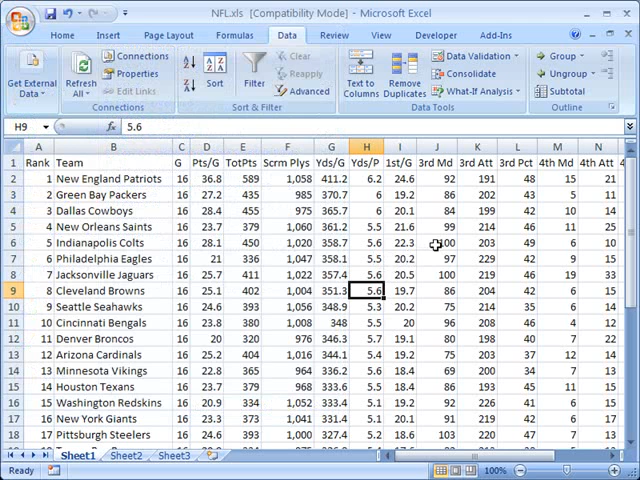 NFL.xls [Compatibility Mode] - Microsoft Excel
Home Insert Page Layout Formulas Data Review View Developer Add-Ins
Get External Data Refresh All Connections Properties Edit Links Sort Filter Clear Reapply Advanced Text to Columns Remove Duplicates Data Validation Consolidate What-If Analysis Group Ungroup Subtotal
Connections Sort & Filter Data Tools Outline
H9 5.6
A B C D E F G H I J K L M N
1 Rank Team G Pts/G TotPts Scrm Plys Yds/G Yds/P 1st/G 3rd Md 3rd Att 3rd Pct 4th Md 4th Att 4
2 1 New England Patriots 16 36.8 589 1,058 411.2 6.2 24.6 92 191 48 15 21
3 2 Green Bay Packers 16 27.2 435 985 370.7 6 19.2 86 202 43 5 11
4 3 Dallas Cowboys 16 28.4 455 975 365.7 6 20.1 84 199 42 10 14
5 4 New Orleans Saints 16 23.7 379 1,060 361.2 5.5 21.6 99 214 46 11 25
6 5 Indianapolis Colts 16 28.1 450 1,020 358.7 5.6 22.3 100 203 49 6 10
7 6 Philadelphia Eagles 16 21 336 1,047 358.1 5.5 20.2 97 229 42 6 15
8 7 Jacksonville Jaguars 16 25.7 411 1,022 357.4 5.6 20.5 100 219 46 19 33
9 8 Cleveland Browns 16 25.1 402 1,004 351.3 5.6 19.7 86 204 42 6 15
10 9 Seattle Seahawks 16 24.6 393 1,056 348.9 5.3 20.2 75 214 35 6 14
11 10 Cincinnati Bengals 16 23.8 380 1,008 348 5.5 20 96 208 46 4 12
12 11 Denver Broncos 16 20 320 976 346.3 5.7 19.1 80 190 42 7 15
13 12 Arizona Cardinals 16 25.2 404 1,016 344.1 5.4 19.2 75 203 37 12 14
14 13 Minnesota Vikings 16 22.8 365 964 336.2 5.6 18.4 68 203 33 6 13
15 14 Houston Texans 16 23.7 379 966 333.6 5.5 18.4 86 193 45 11 15
16 15 Washington Redskins 16 20.9 334 1,052 333.4 5.1 19.4 86 219 39 8 15
17 16 New York Giants 16 23.3 373 1,041 331.4 5.1 20.1 91 219 42 6 17
18 17 Pittsburgh Steelers 16 24.6 393 1,000 327.4 5.2 18.6 103 220 47 7 13
Sheet1 Sheet2 Sheet3
Ready 100%